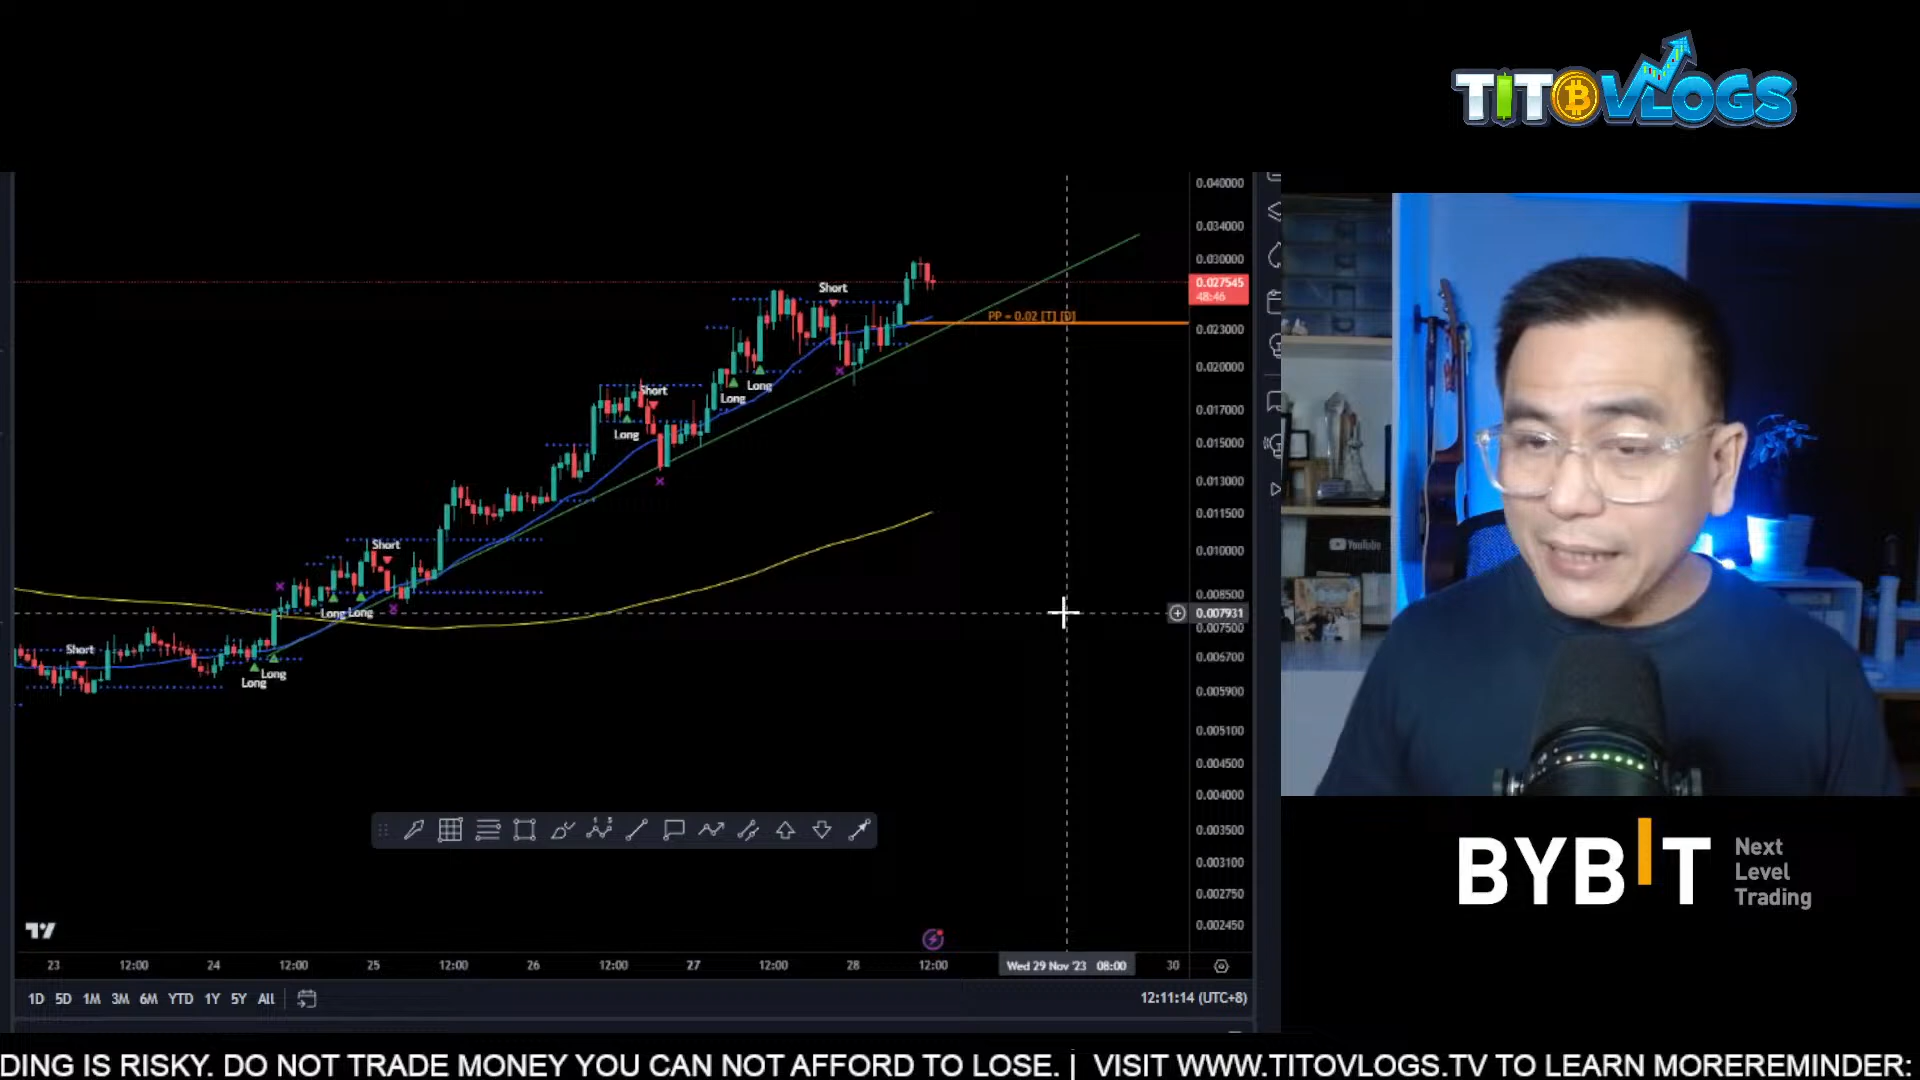 TITOVLOGS
0.040000
0.034000
0.030000
0.027545
48:46
0.023000
0.020000
0.017000
0.015000
0.013000
0.011500
0.010000
0.008500
0.007931
0.007500
0.006700
0.005900
0.005100
0.004500
0.004000
0.003500
0.003100
0.002750
0.002450
Short
PP = 0.02 [T] [D]
Long
Long
Short
Long
Short
Long Long
Short
Long
Long
YouTube
BYBIT
Next
Level
Trading
23 12:00 24 12:00 25 12:00 26 12:00 27 12:00 28 12:00 Wed 29 Nov '23 08:00 30
1D 5D 1M 3M 6M YTD 1Y 5Y All
12:11:14 (UTC+8)
DING IS RISKY. DO NOT TRADE MONEY YOU CAN NOT AFFORD TO LOSE. | VISIT WWW.TITOVLOGS.TV TO LEARN MOREREMINDER: